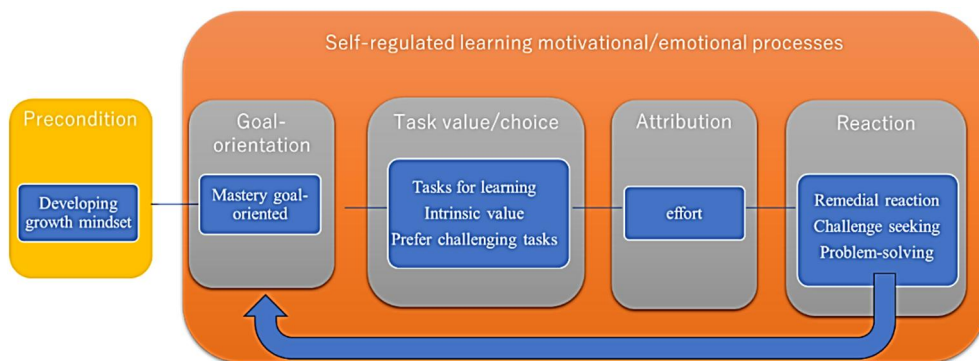 Self-regulated learning motivational/emotional processes
Precondition
Developing
growth mindset
Goal-
orientation
Mastery goal-
oriented
Task value/choice
Tasks for learning
Intrinsic value
Prefer challenging tasks
Attribution
effort
Reaction
Remedial reaction
Challenge seeking
Problem-solving